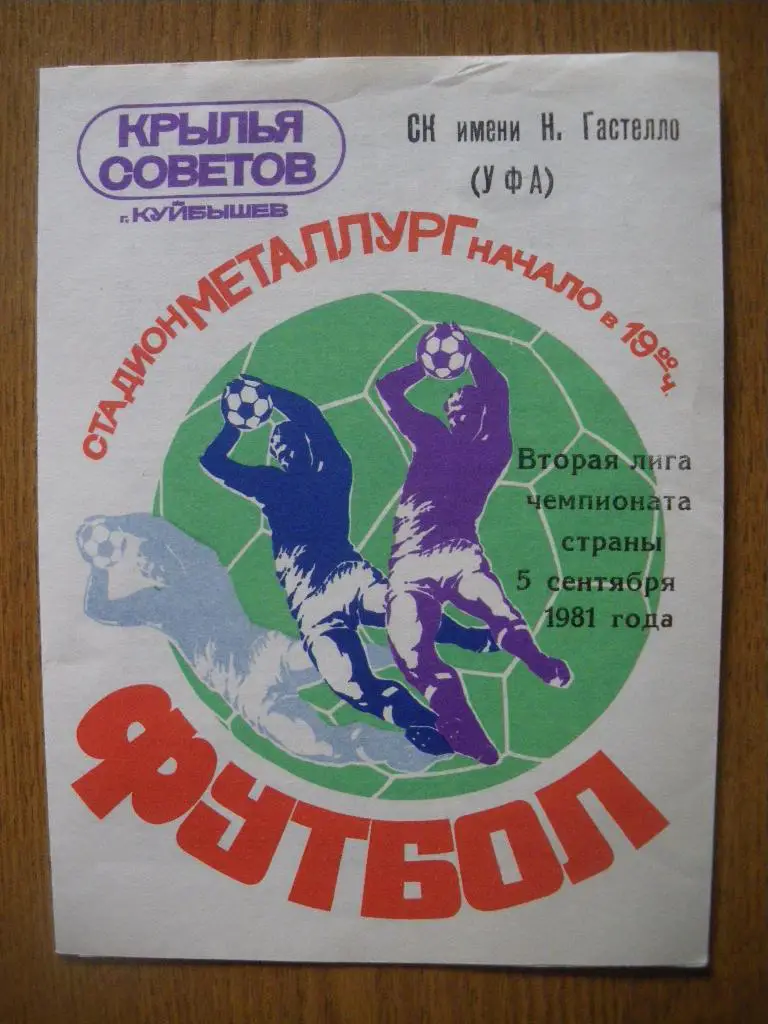 КРЫЛЬЯ
СОВЕТОВ
г. КУЙБЫШЕВ
СК имени Н. Гастелло
(УФА)
СТАДИОН МЕТАЛЛУРГ НАЧАЛО В 19⁰⁰ Ч.
Вторая лига
чемпионата
страны
5 сентября
1981 года
ФУТБОЛ